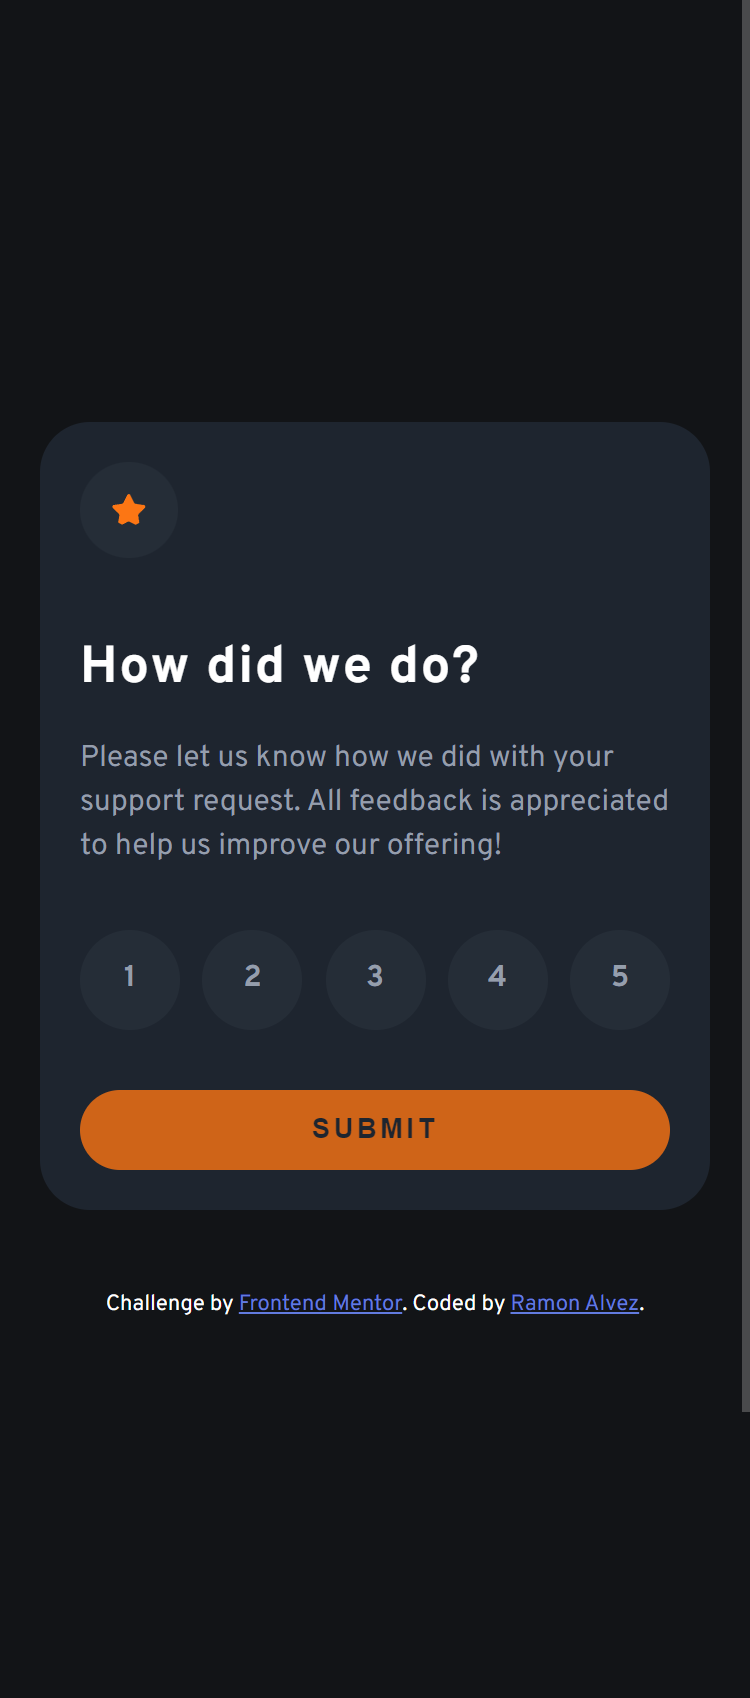 How did we do?
Please let us know how we did with your
support request. All feedback is appreciated
to help us improve our offering!
1 2 3 4 5
SUBMIT
Challenge by Frontend Mentor. Coded by Ramon Alvez.